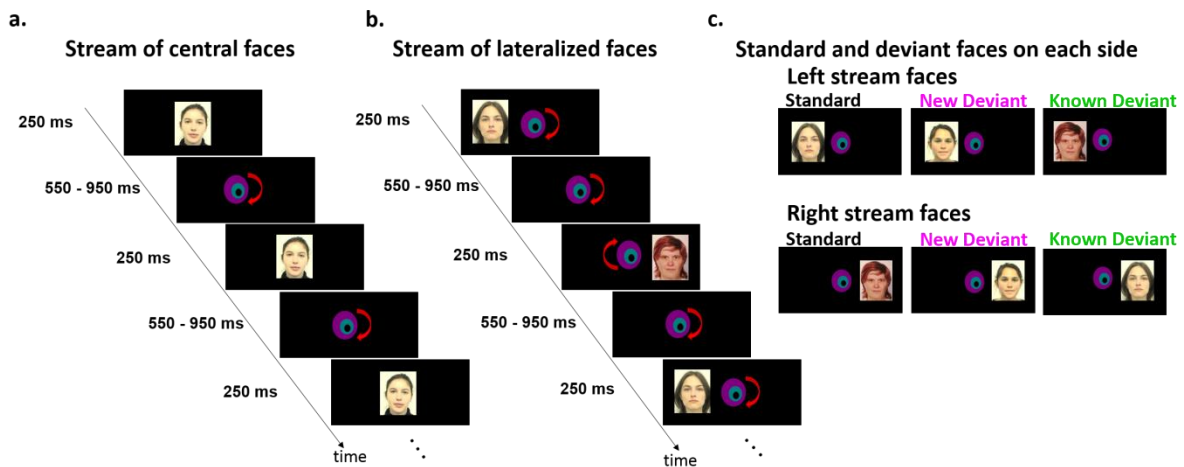 a.
Stream of central faces
250 ms
550 - 950 ms
250 ms
550 - 950 ms
250 ms
time
b.
Stream of lateralized faces
250 ms
550 - 950 ms
250 ms
550 - 950 ms
250 ms
time
c.
Standard and deviant faces on each side
Left stream faces
Standard New Deviant Known Deviant
Right stream faces
Standard New Deviant Known Deviant